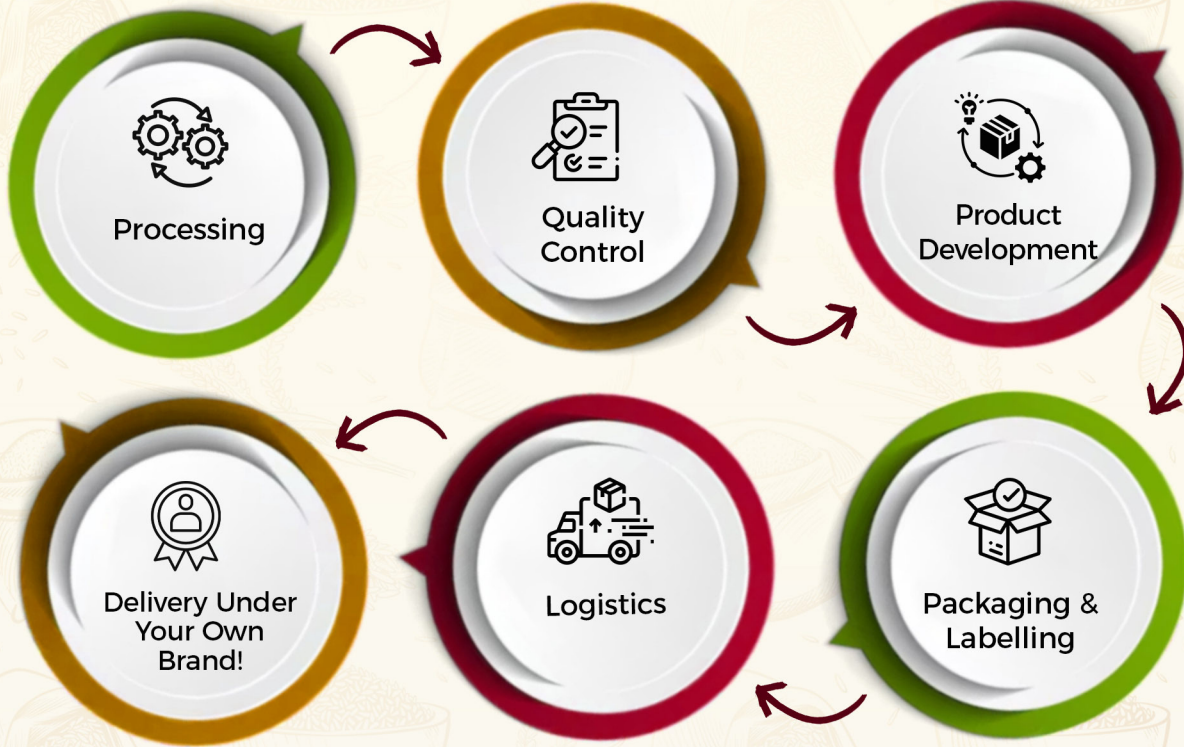 Processing
Quality
Control
Product
Development
Packaging &
Labelling
Logistics
Delivery Under
Your Own
Brand!